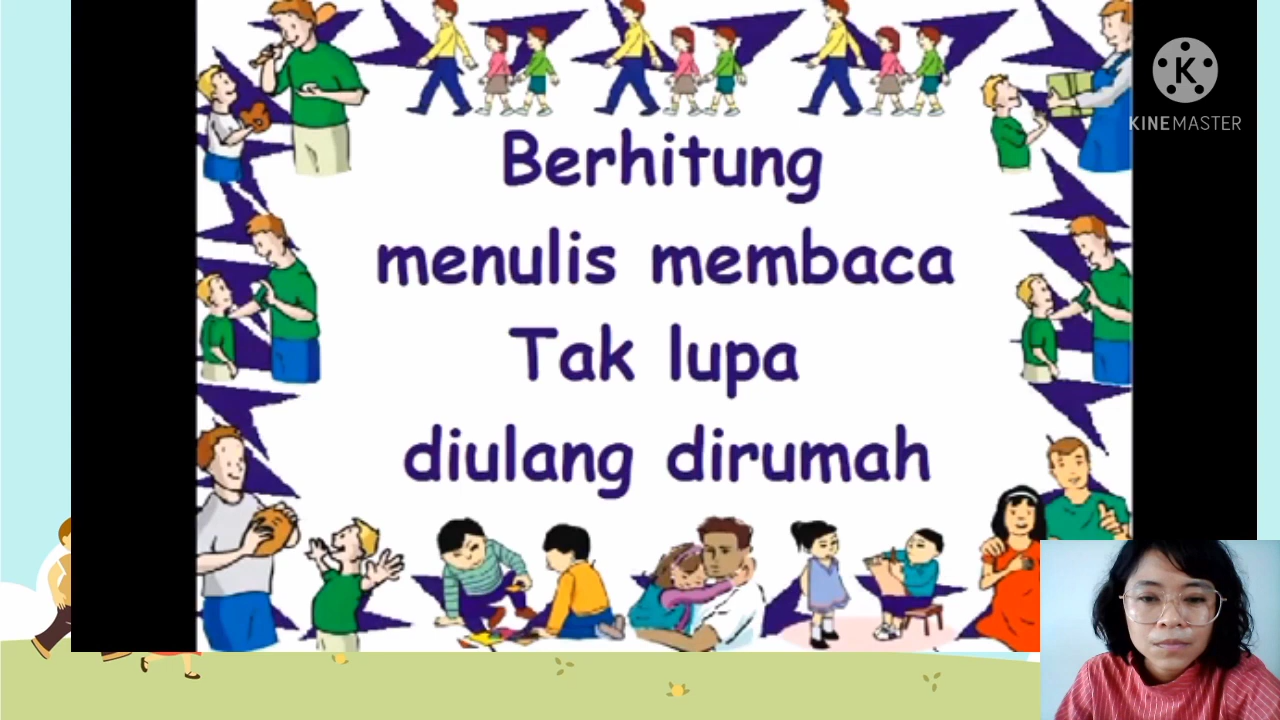 K
KINEMASTER
Berhitung
menulis membaca
Tak lupa
diulang dirumah